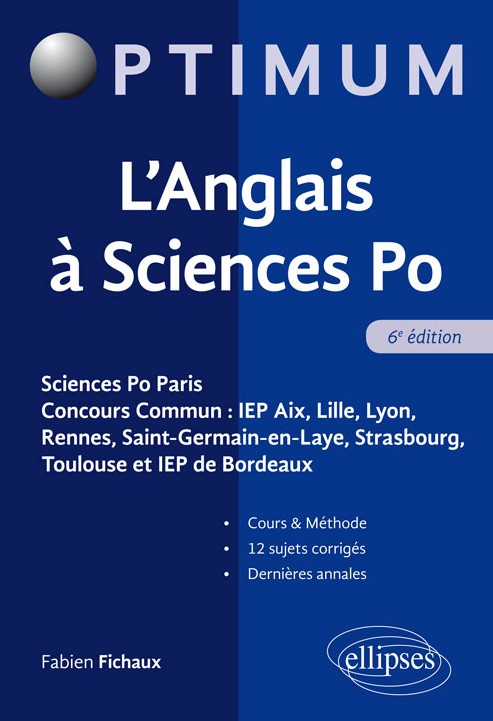 OPTIMUM
L'Anglais
à Sciences Po
6e édition
Sciences Po Paris
Concours Commun : IEP Aix, Lille, Lyon,
Rennes, Saint-Germain-en-Laye, Strasbourg,
Toulouse et IEP de Bordeaux
• Cours & Méthode
• 12 sujets corrigés
• Dernières annales
Fabien Fichaux
ellipses